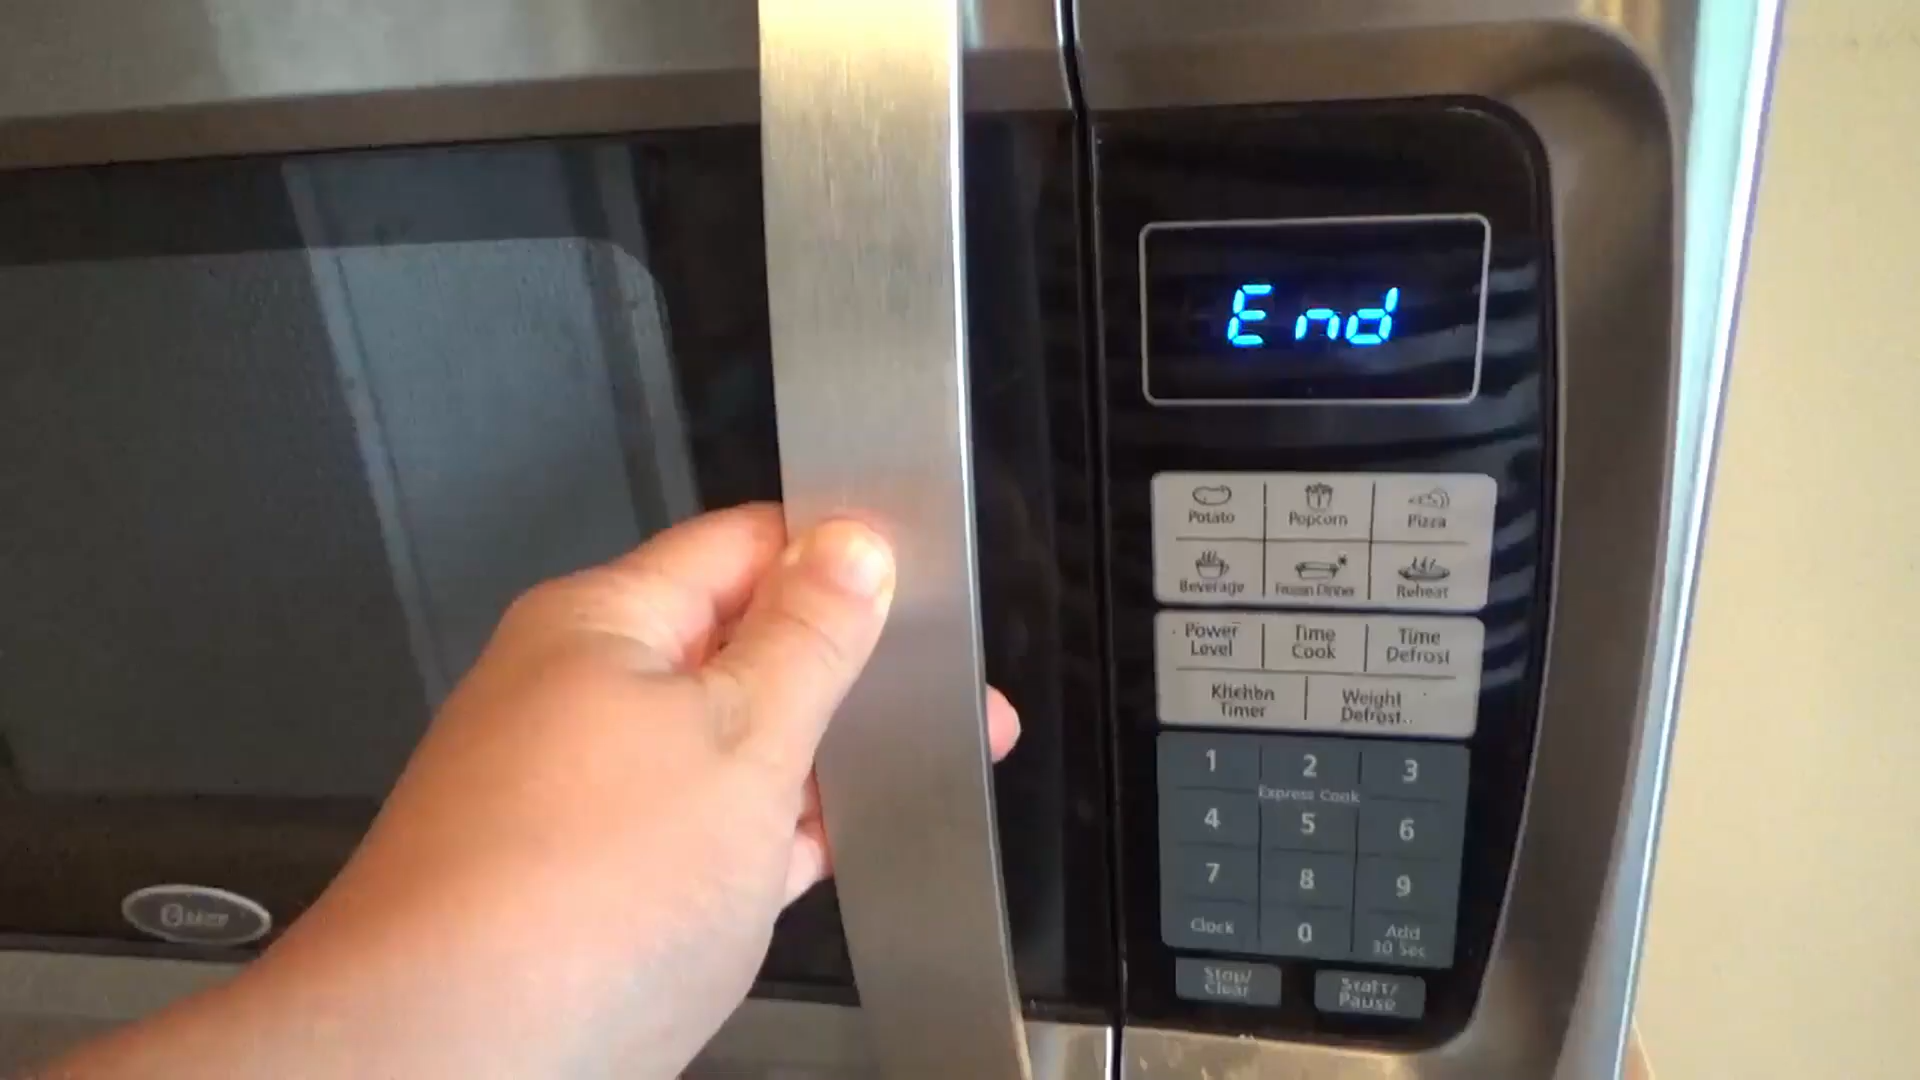 End
Potato Popcorn Pizza
Beverage Frozen Dinner Reheat
Power Level Time Cook Time Defrost
Kitchen Timer Weight Defrost
1 2 3
Express Cook
4 5 6
7 8 9
Clock 0 Add 30 Sec
Stop/ Clear Start/ Pause